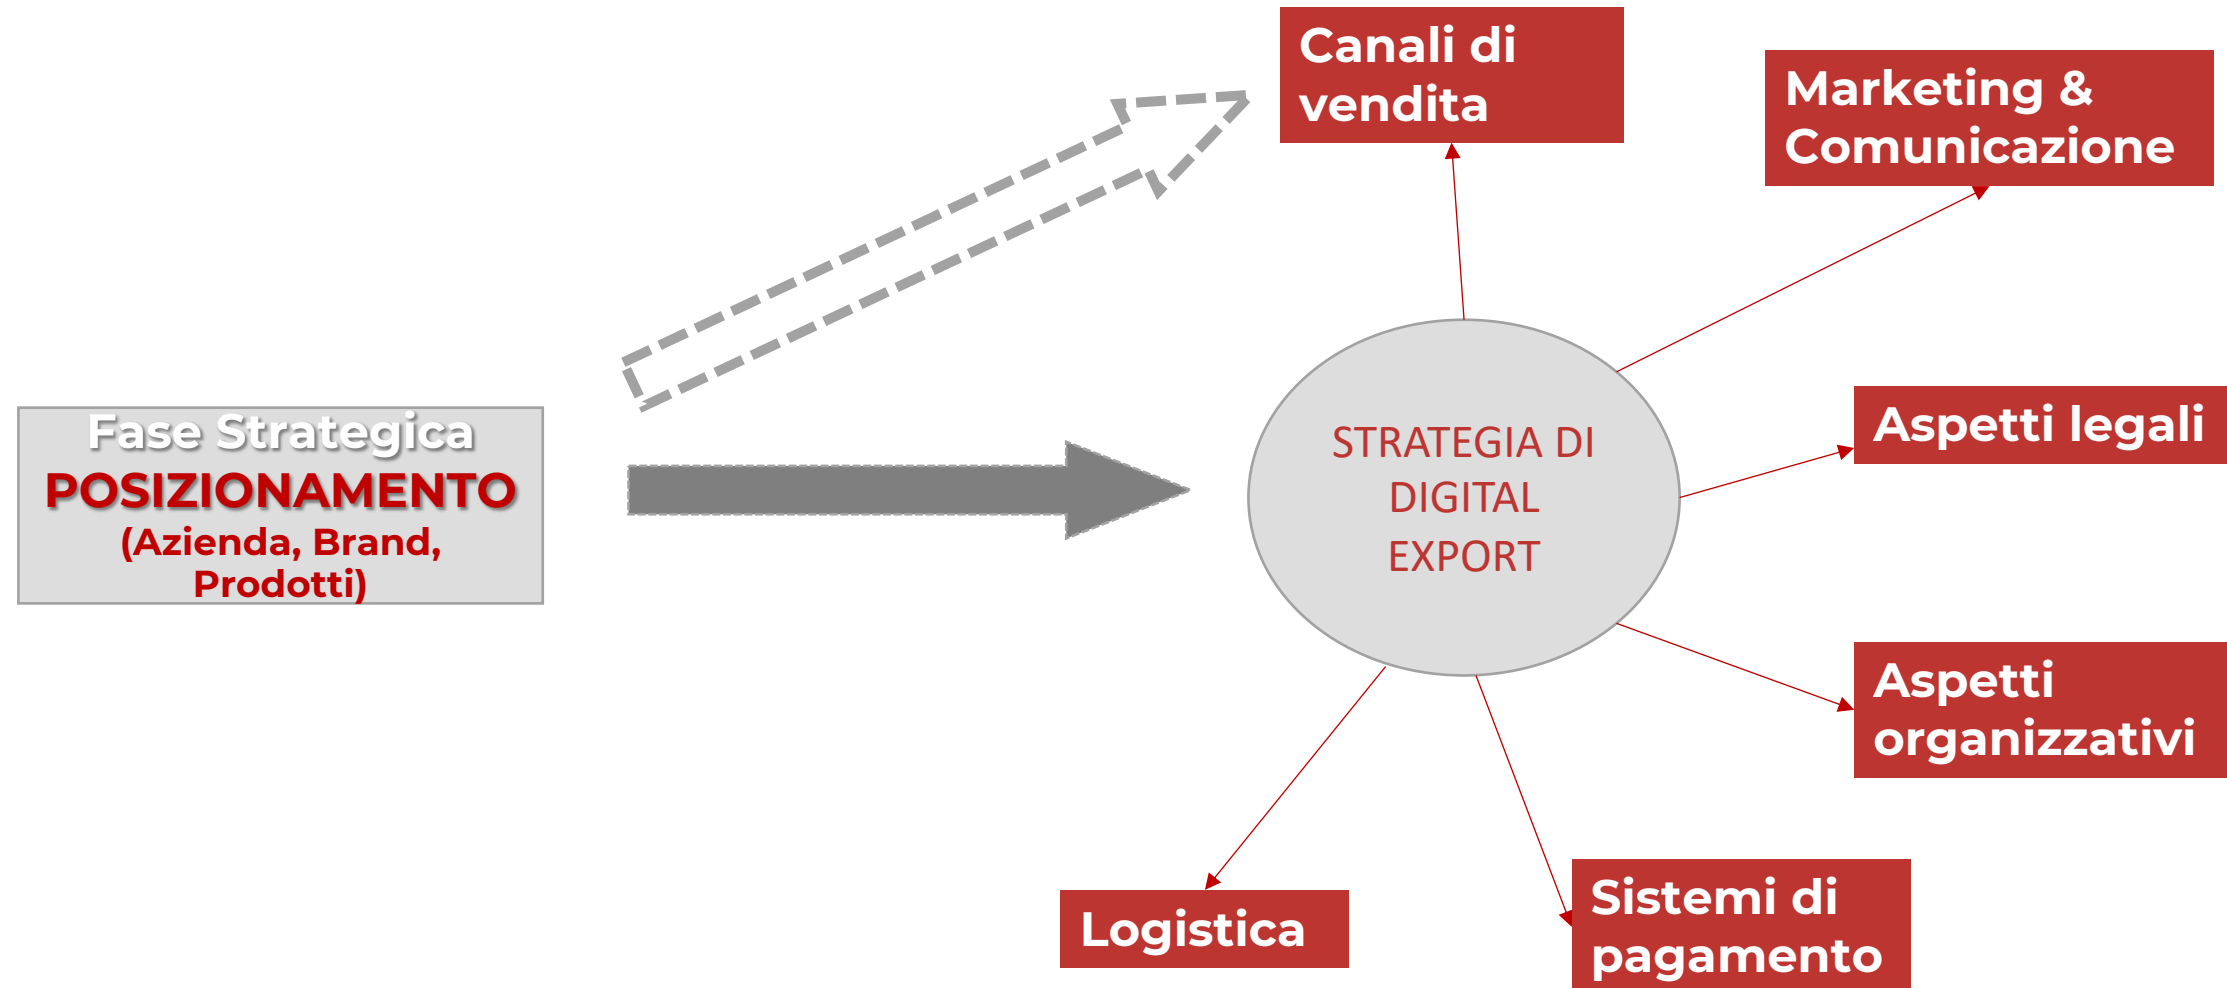 Canali di
vendita
Marketing &
Comunicazione
Fase Strategica
POSIZIONAMENTO
(Azienda, Brand,
Prodotti)
STRATEGIA DI
DIGITAL
EXPORT
Aspetti legali
Aspetti
organizzativi
Logistica
Sistemi di
pagamento